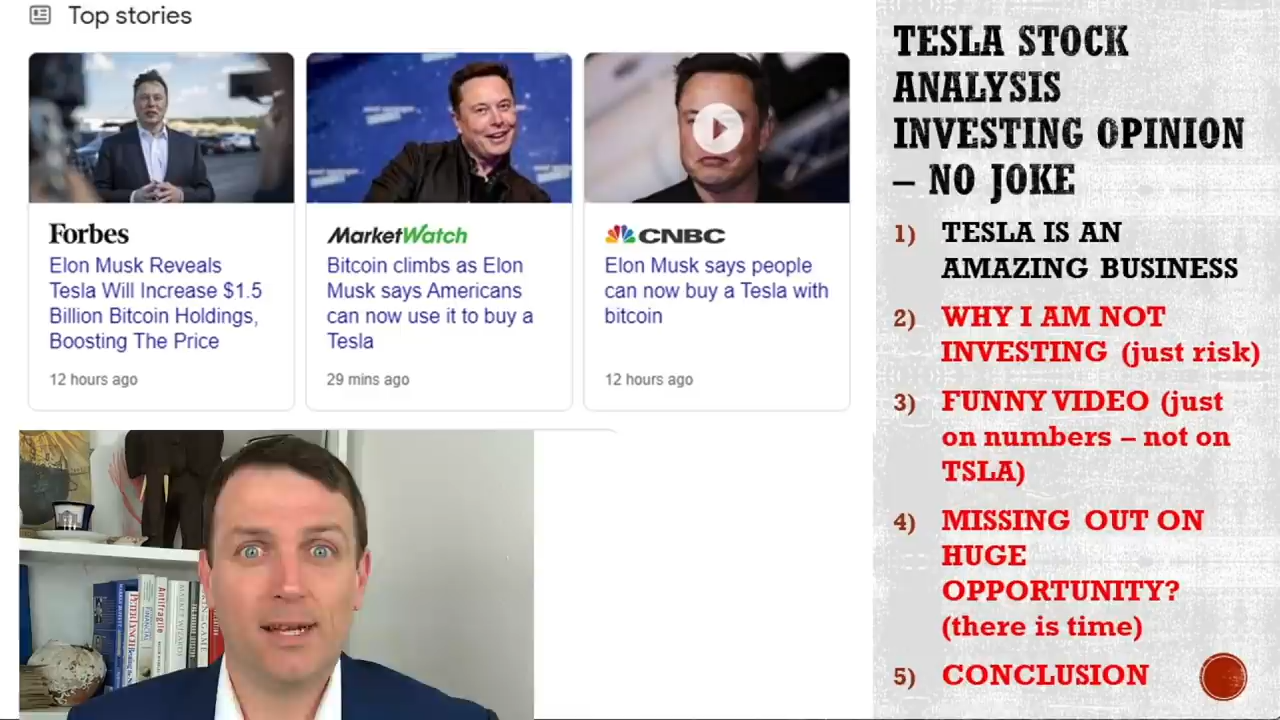 Top stories
Forbes
Elon Musk Reveals
Tesla Will Increase $1.5
Billion Bitcoin Holdings,
Boosting The Price
12 hours ago
MarketWatch
Bitcoin climbs as Elon
Musk says Americans
can now use it to buy a
Tesla
29 mins ago
CNBC
Elon Musk says people
can now buy a Tesla with
bitcoin
12 hours ago
TESLA STOCK
ANALYSIS
INVESTING OPINION
– NO JOKE
1) TESLA IS AN
AMAZING BUSINESS
2) WHY I AM NOT
INVESTING (just risk)
3) FUNNY VIDEO (just
on numbers – not on
TSLA)
4) MISSING OUT ON
HUGE
OPPORTUNITY?
(there is time)
5) CONCLUSION
Antifragile